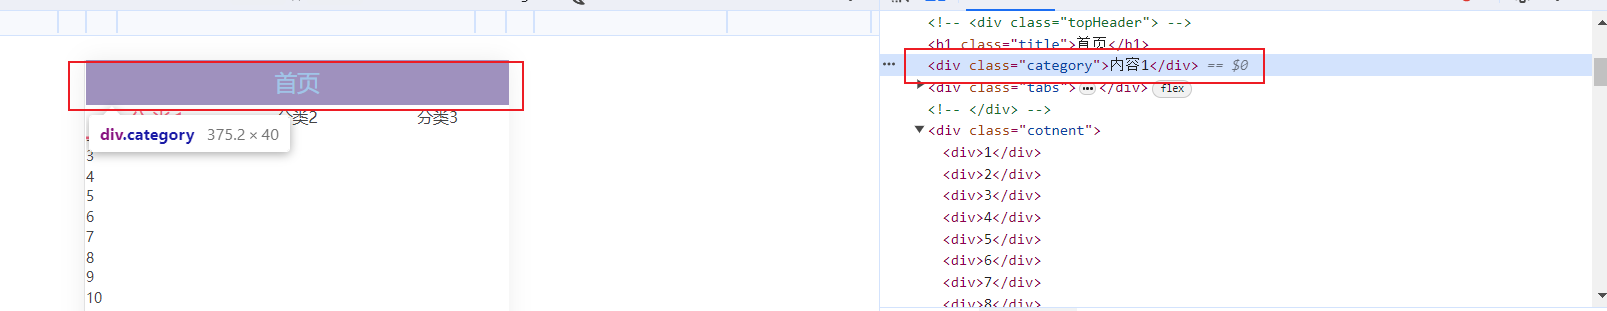 首页
分类2
分类3
div.category 375.2 × 40
3
4
5
6
7
8
9
10
<!-- <div class="topHeader"> -->
<h1 class="title">首页</h1>
<div class="category">内容1</div> == $0
<div class="tabs"> ••• </div> flex
<!-- </div> -->
<div class="cotnent">
<div>1</div>
<div>2</div>
<div>3</div>
<div>4</div>
<div>5</div>
<div>6</div>
<div>7</div>
<div>8</div>